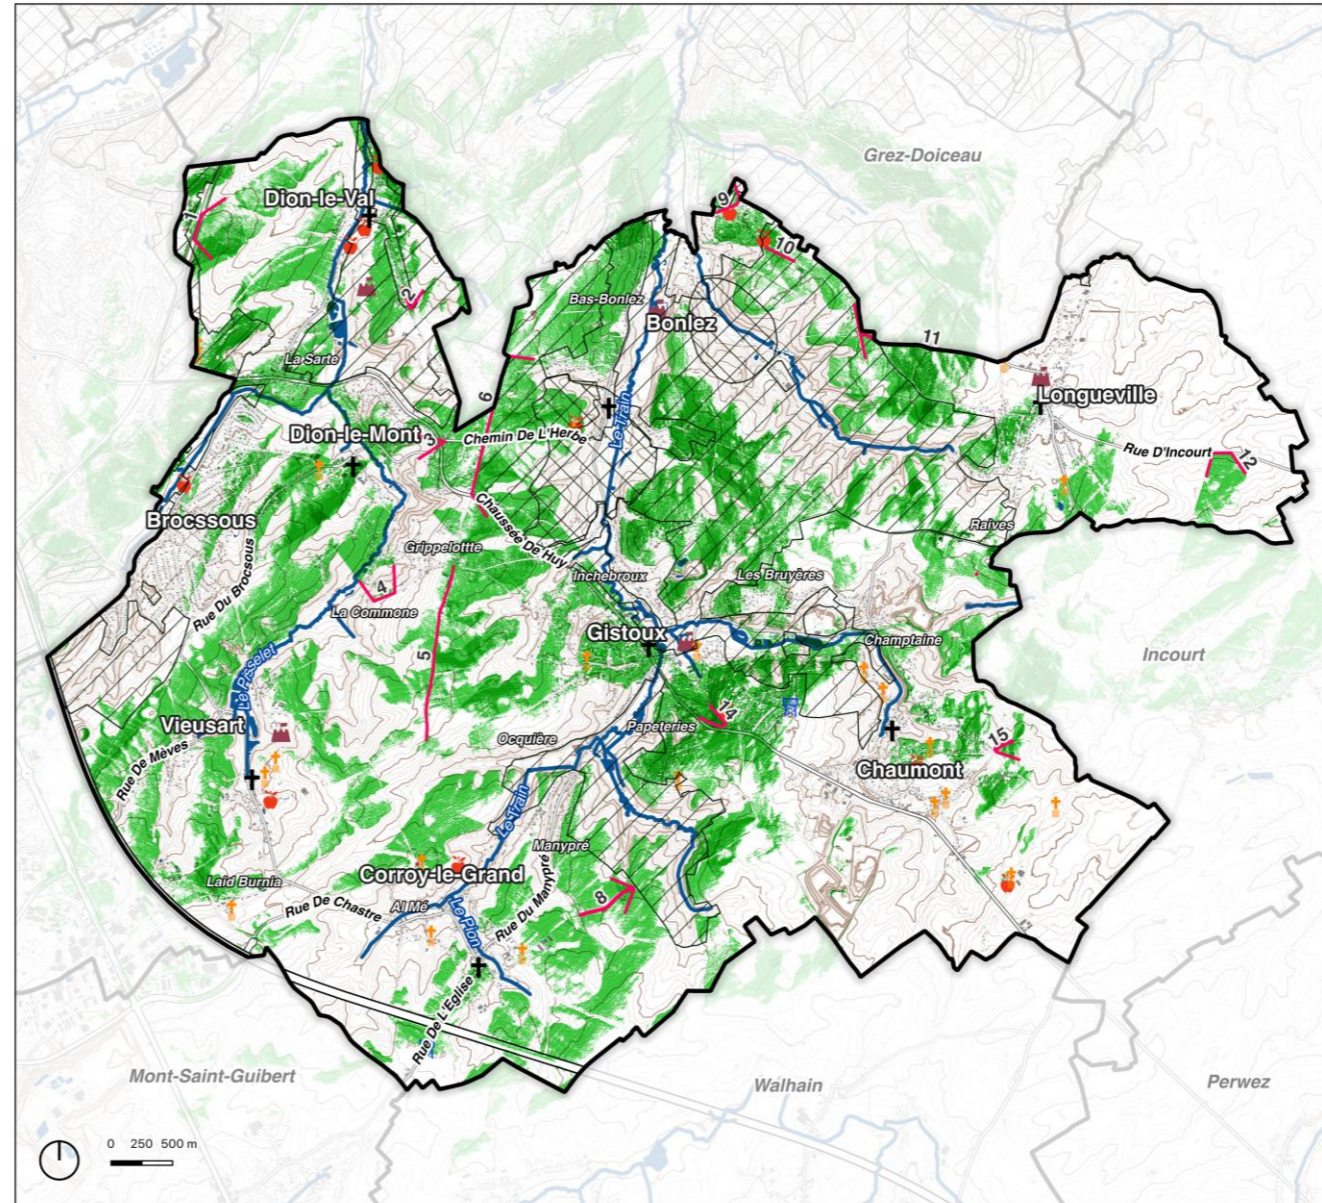 Grez-Doiceau
Dion-le-Val
1
2
9
10
Bas-Bonlez
Bonlez
11
La Sarte
Longueville
6
Le Train
Dion-le-Mont
3
Chemin De L'Herbe
Rue D'Incourt
12
Brocssous
Chaussée De Huy
Raives
Grippelottte
Inchebroux
Les Bruyères
4
La Commone
Rue Du Brocsous
Gistoux
Champtaine
Incourt
5
Le Pisselet
Vieusart
Papeteries
14
Ocquière
15
Rue De Mèves
Chaumont
Le Train
Manypré
Corroy-le-Grand
Laid Burnia
Al Mé
Rue De Chastre
Le Pion
Rue Du Manypré
8
Rue De L'Eglise
Mont-Saint-Guibert
Walhain
Perwez
0 250 500 m